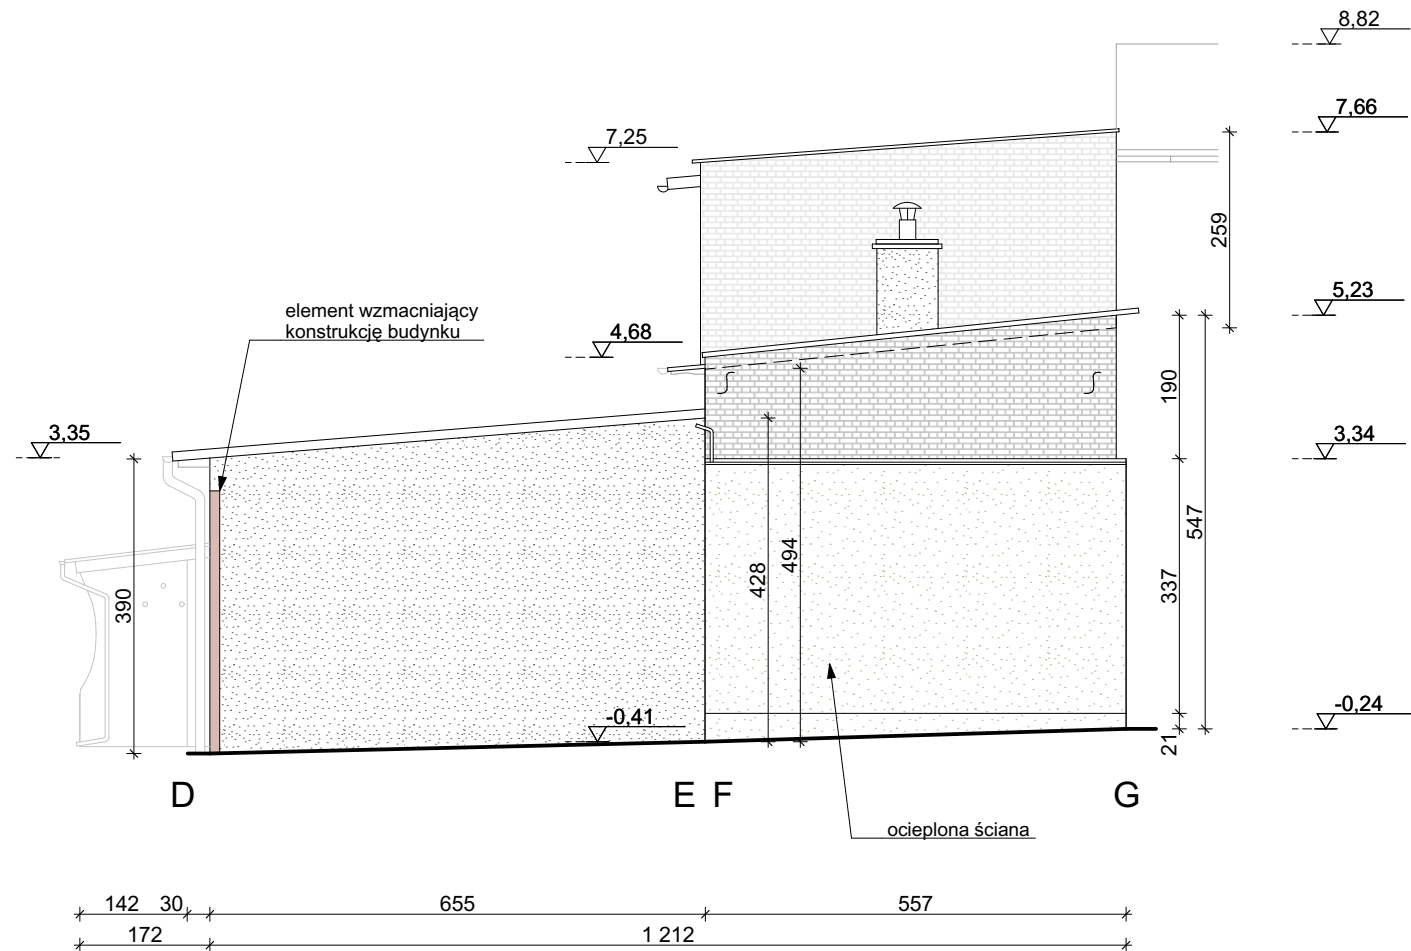 8,82
7,66
7,25
259
element wzmacniający
konstrukcję budynku
5,23
4,68
190
3,35
3,34
547
494
428
390
337
-0,41
-0,24
21
D
E F
G
ocieplona ściana
142 30 655 557
172 1 212